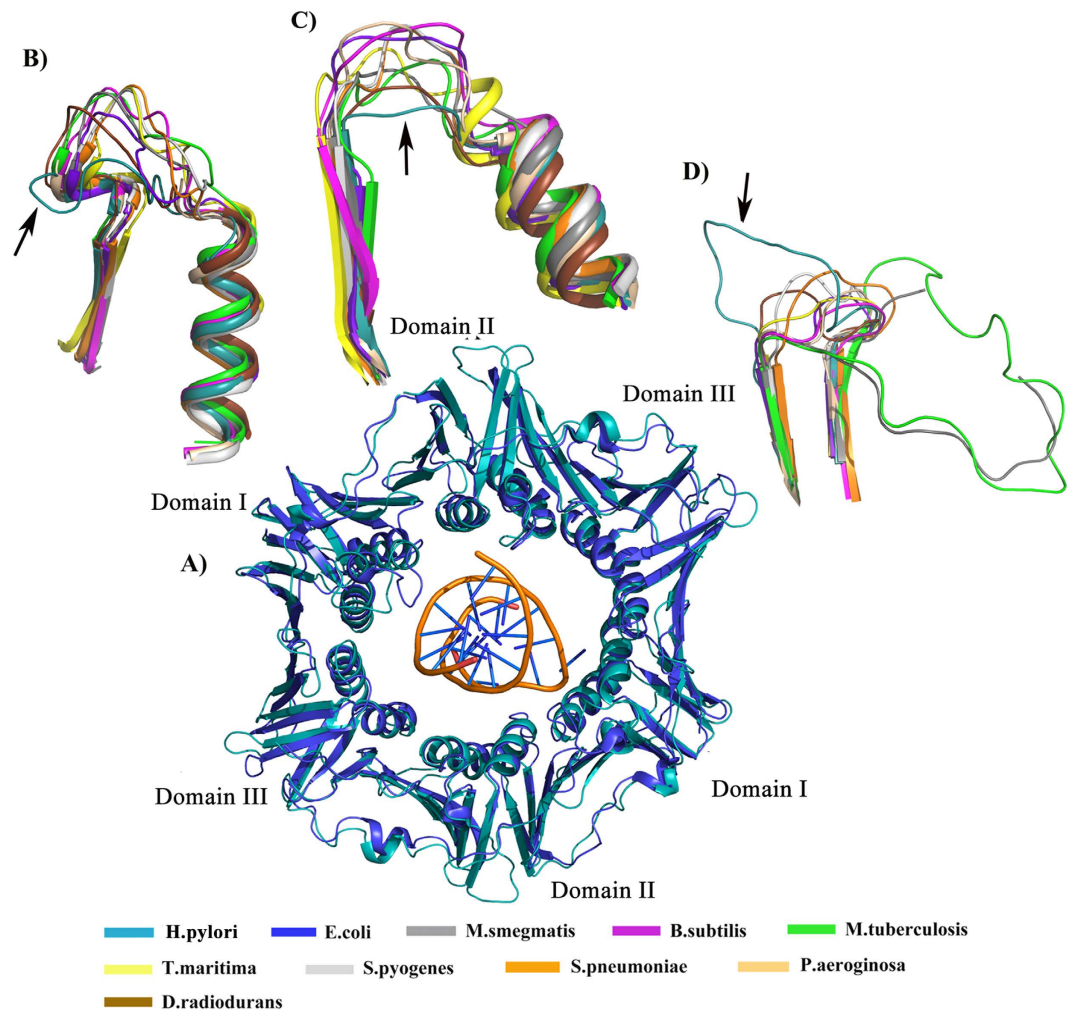 C)
B)
D)
Domain II
Domain III
Domain I
A)
Domain III
Domain I
Domain II
H.pylori E.coli M.smegmatis B.subtilis M.tuberculosis
T.maritima S.pyogenes S.pneumoniae P.aeroginosa
D.radiodurans